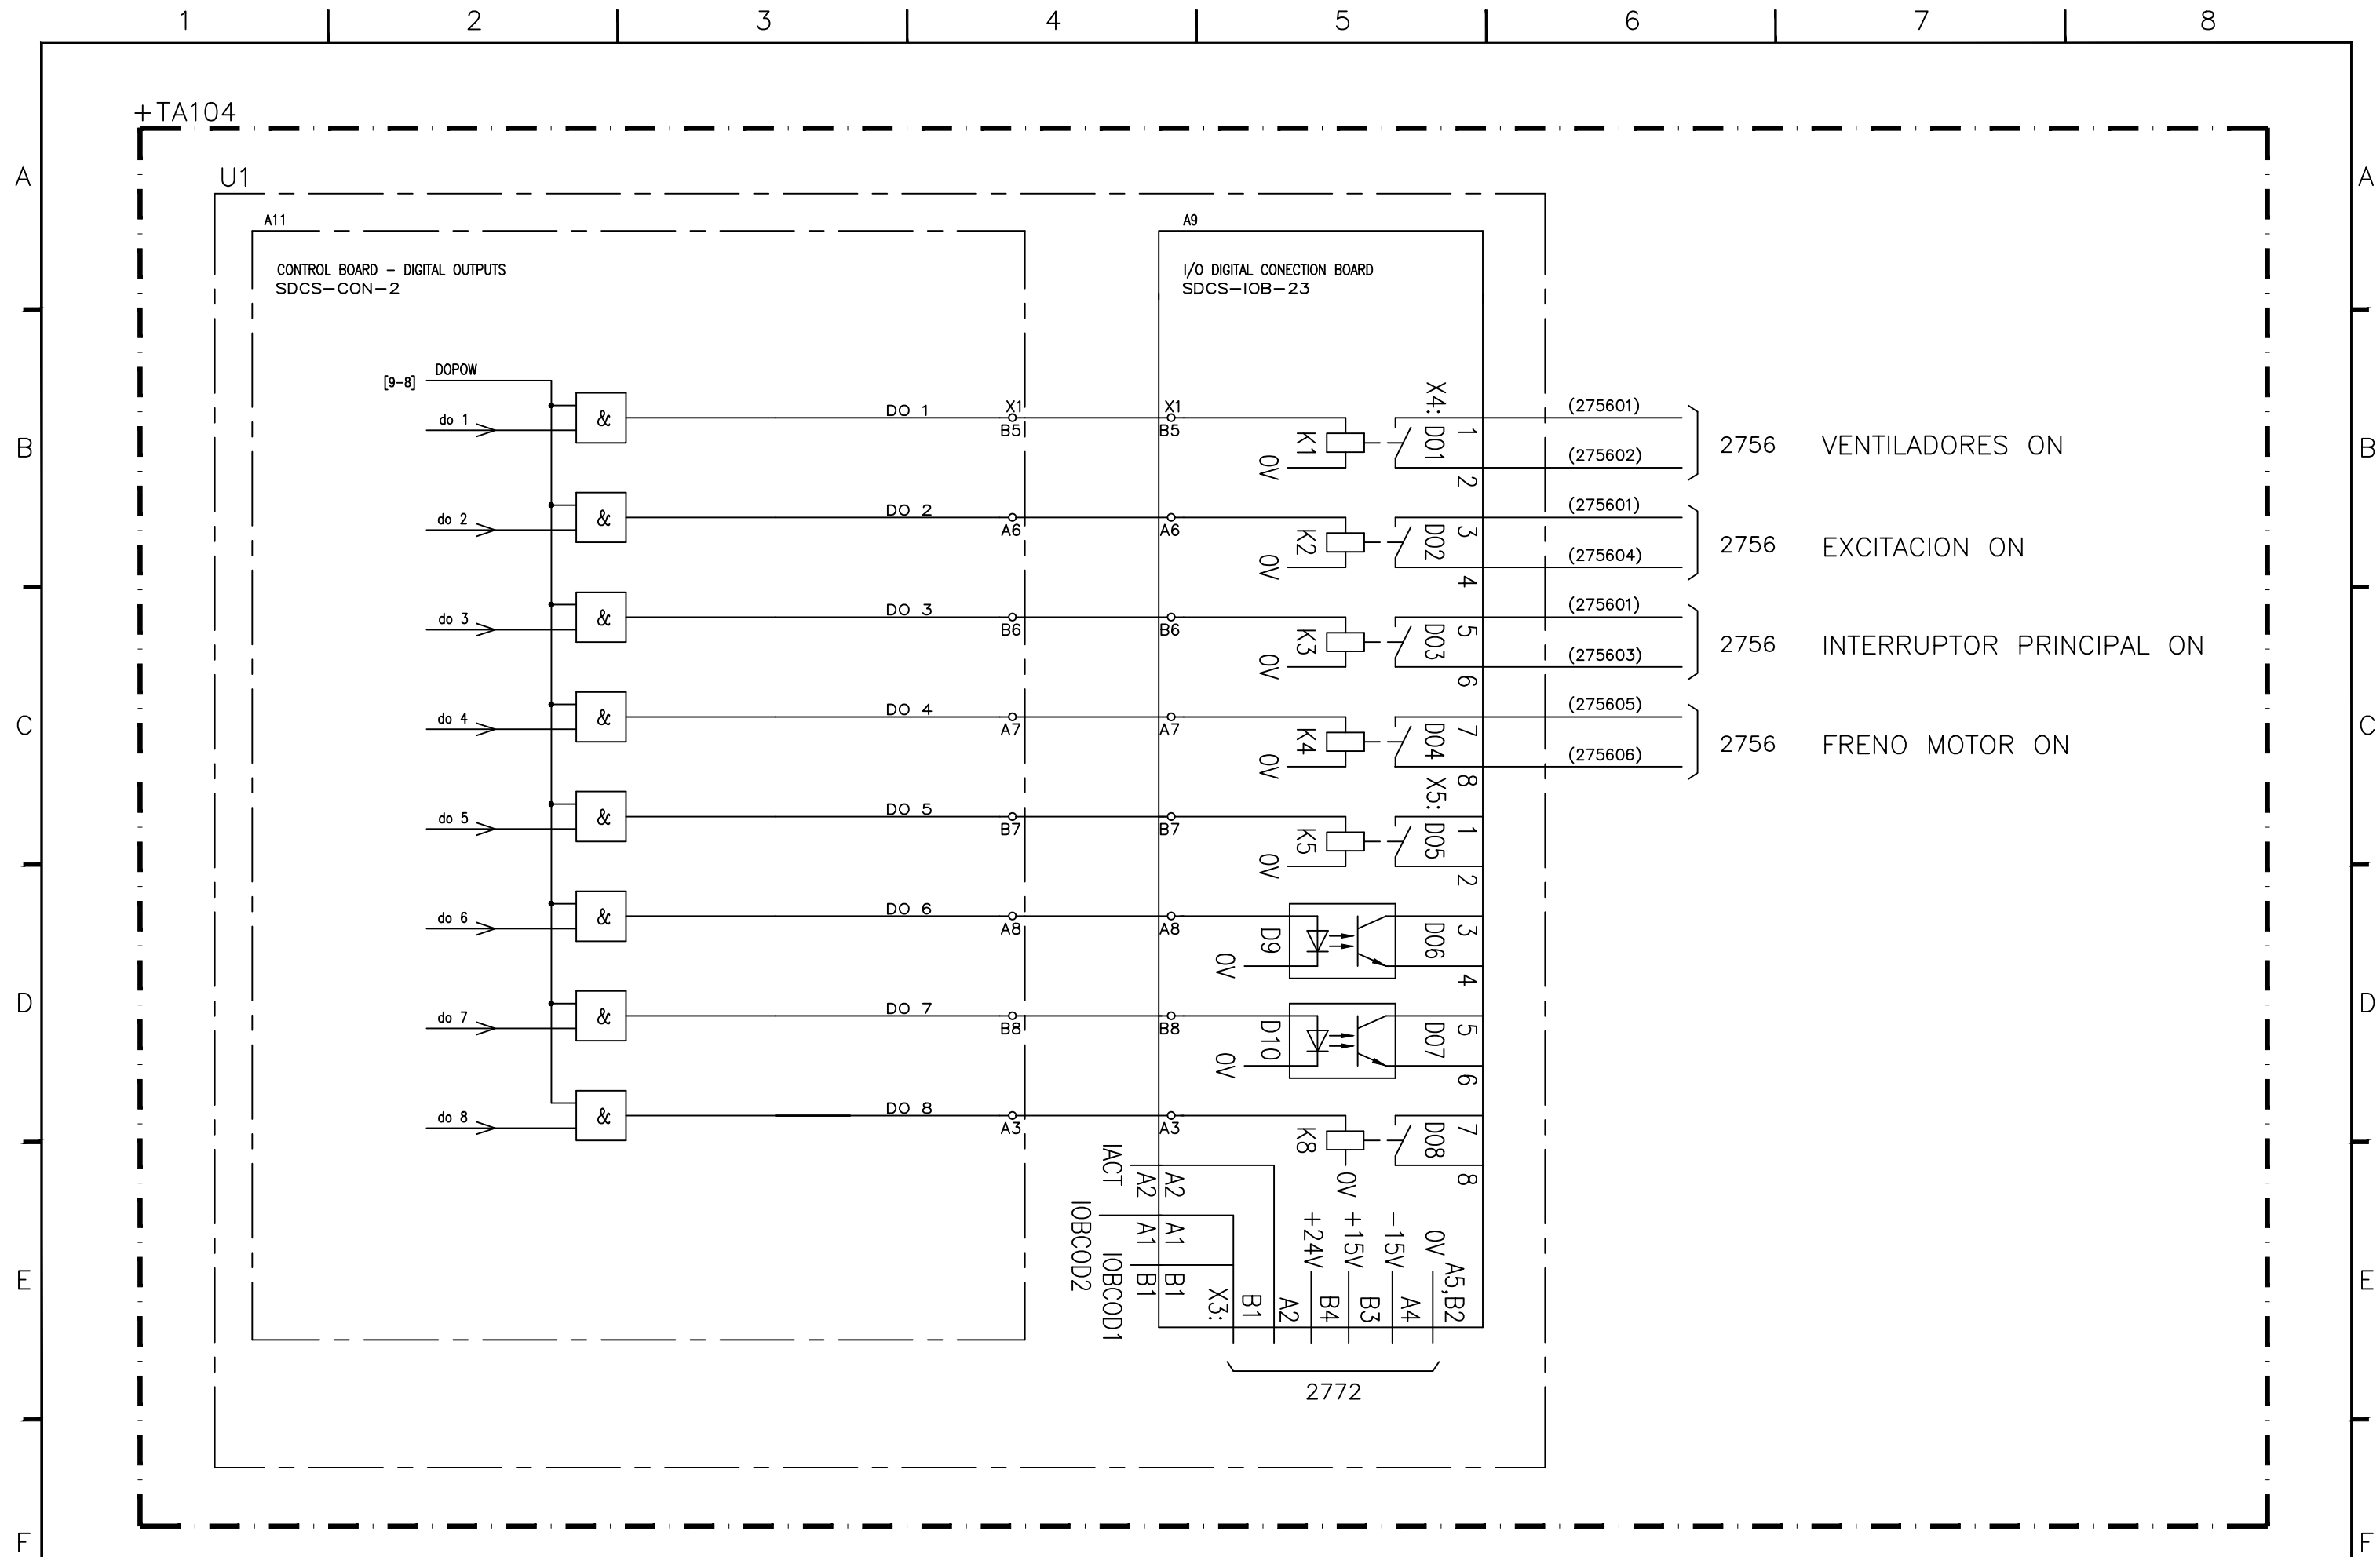 1 2 3 4 5 6 7 8
+TA104
A A
U1
A11 A9
CONTROL BOARD - DIGITAL OUTPUTS
SDCS-CON-2
I/O DIGITAL CONECTION BOARD
SDCS-IOB-23
[9-8] DOPOW
B B
do 1 & DO 1 X1 B5 X1 B5 K1 0V X4: DO1 1 2 (275601) (275602) 2756 VENTILADORES ON
do 2 & DO 2 A6 A6 K2 0V DO2 3 4 (275601) (275604) 2756 EXCITACION ON
do 3 & DO 3 B6 B6 K3 0V DO3 5 6 (275601) (275603) 2756 INTERRUPTOR PRINCIPAL ON
C C
do 4 & DO 4 A7 A7 K4 0V DO4 7 8 (275605) (275606) 2756 FRENO MOTOR ON
do 5 & DO 5 B7 B7 K5 0V X5: DO5 1 2
do 6 & DO 6 A8 A8 D9 0V DO6 3 4
D D
do 7 & DO 7 B8 B8 D10 0V DO7 5 6
do 8 & DO 8 A3 A3 K8 0V DO8 7 8
IACT A2 A2
IOBCOD2 A1 A1
IOBCOD1 B1 B1
E E
+24V +15V -15V 0V
X3: B1 A2 B4 B3 A4 A5,B2
2772
F F